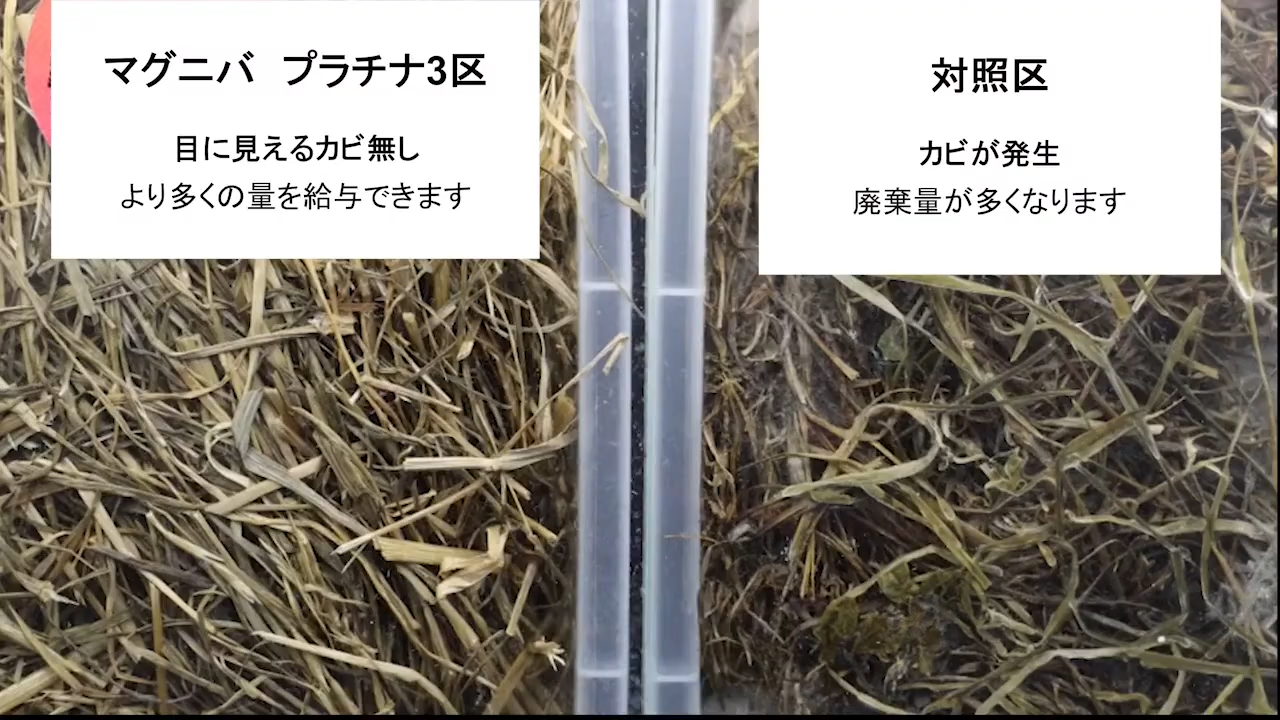 マグニバ　プラチナ3区
目に見えるカビ無し
より多くの量を給与できます
対照区
カビが発生
廃棄量が多くなります